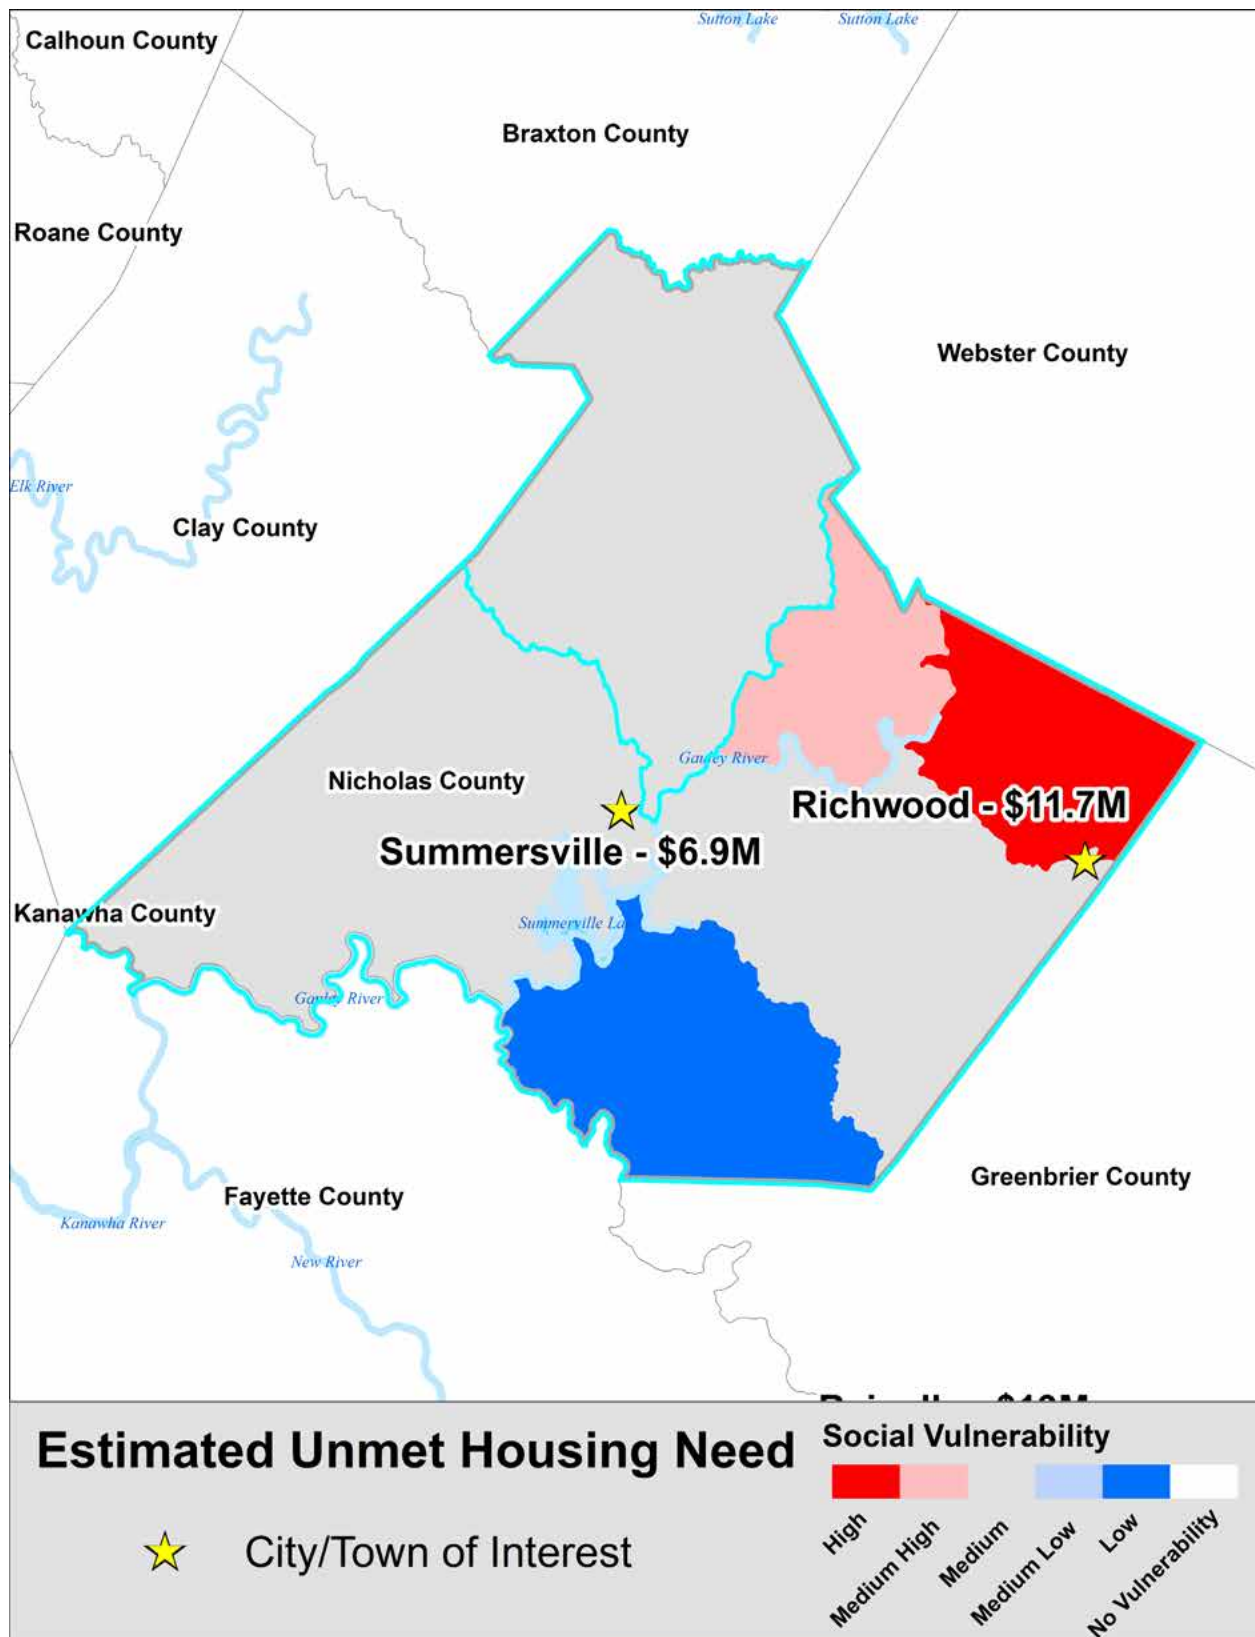 Sutton Lake
Sutton Lake
Calhoun County
Braxton County
Roane County
Webster County
Elk River
Clay County
Gauley River
Nicholas County
Richwood - $11.7M
Summersville - $6.9M
Kanawha County
Summerville La
Gauley River
Greenbrier County
Fayette County
Kanawha River
New River
Estimated Unmet Housing Need
City/Town of Interest
Social Vulnerability
High
Medium High
Medium
Medium Low
Low
No Vulnerability